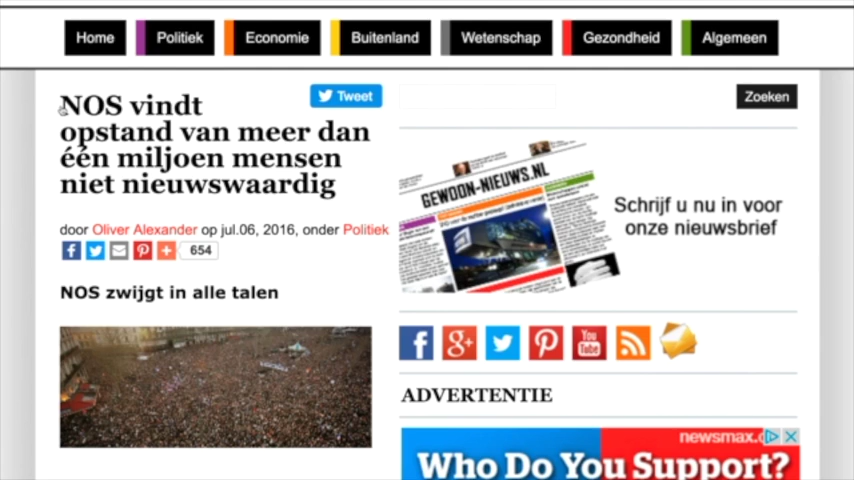 Home
Politiek
Economie
Buitenland
Wetenschap
Gezondheid
Algemeen
NOS vindt
opstand van meer dan
één miljoen mensen
niet nieuwswaardig
Tweet
door Oliver Alexander op jul.06, 2016, onder Politiek
654
NOS zwijgt in alle talen
Zoeken
GEWOON-NIEUWS.NL
Schrijf u nu in voor
onze nieuwsbrief
You
Tube
ADVERTENTIE
newsmax.c
Who Do You Support?